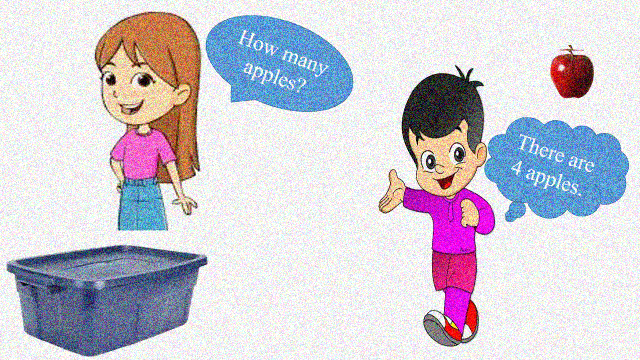 How many
apples?
There are
4 apples.